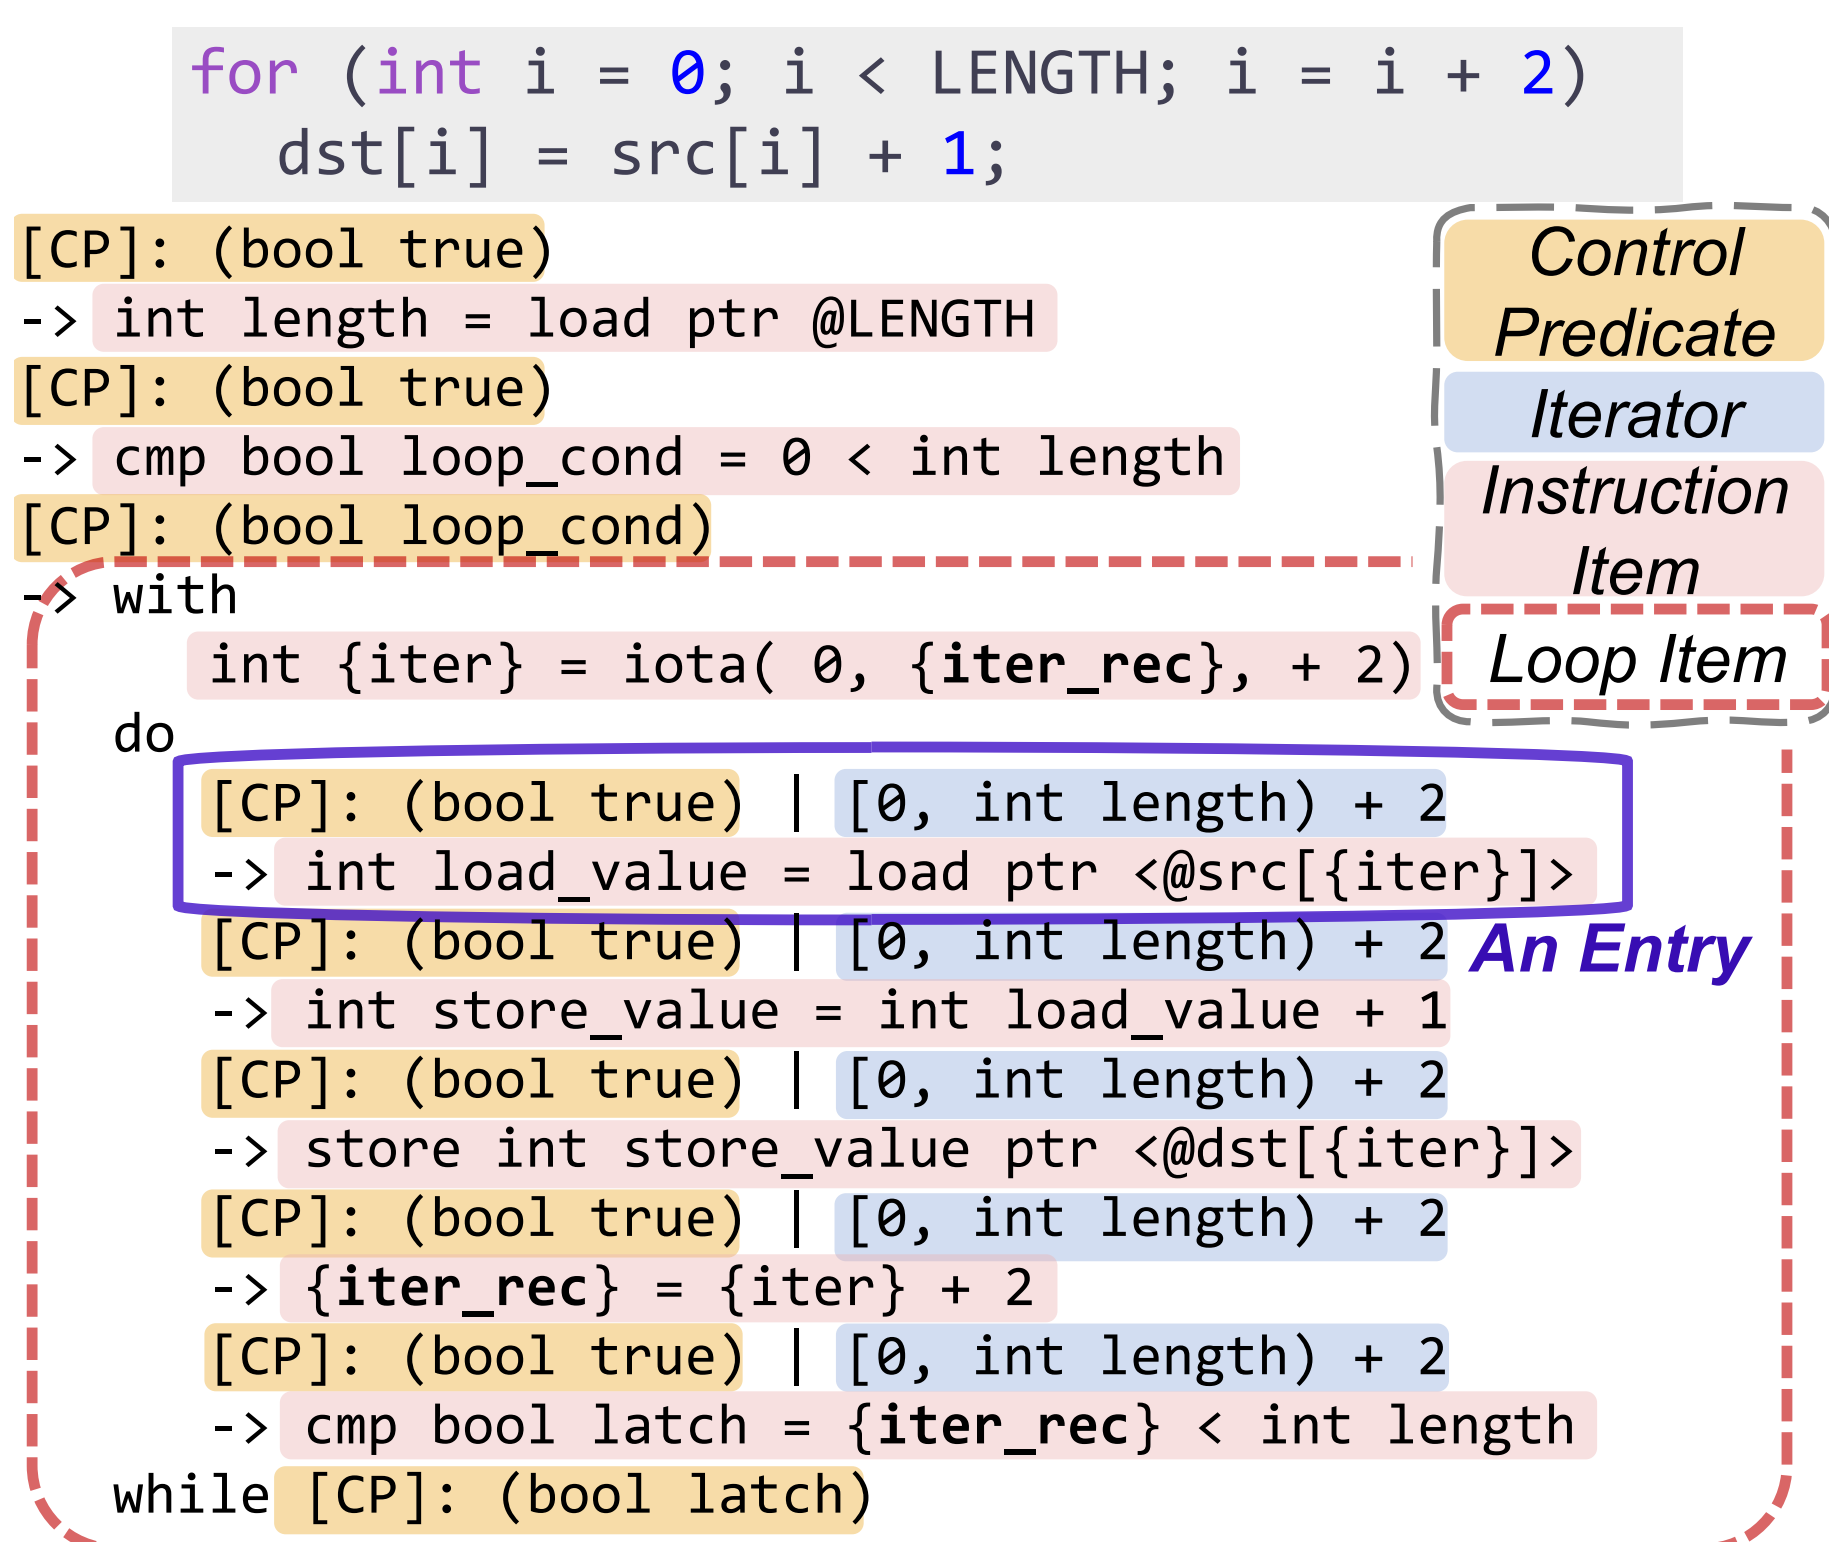 for (int i = 0; i < LENGTH; i = i + 2)
dst[i] = src[i] + 1;
[CP]: (bool true)
-> int length = load ptr @LENGTH
[CP]: (bool true)
-> cmp bool loop_cond = 0 < int length
[CP]: (bool loop_cond)
-> with
int {iter} = iota( 0, {iter_rec}, + 2)
do
[CP]: (bool true) | [0, int length) + 2
-> int load_value = load ptr <@src[{iter}]>
[CP]: (bool true) | [0, int length) + 2
-> int store_value = int load_value + 1
[CP]: (bool true) | [0, int length) + 2
-> store int store_value ptr <@dst[{iter}]>
[CP]: (bool true) | [0, int length) + 2
-> {iter_rec} = {iter} + 2
[CP]: (bool true) | [0, int length) + 2
-> cmp bool latch = {iter_rec} < int length
while [CP]: (bool latch)
Control
Predicate
Iterator
Instruction
Item
Loop Item
An Entry